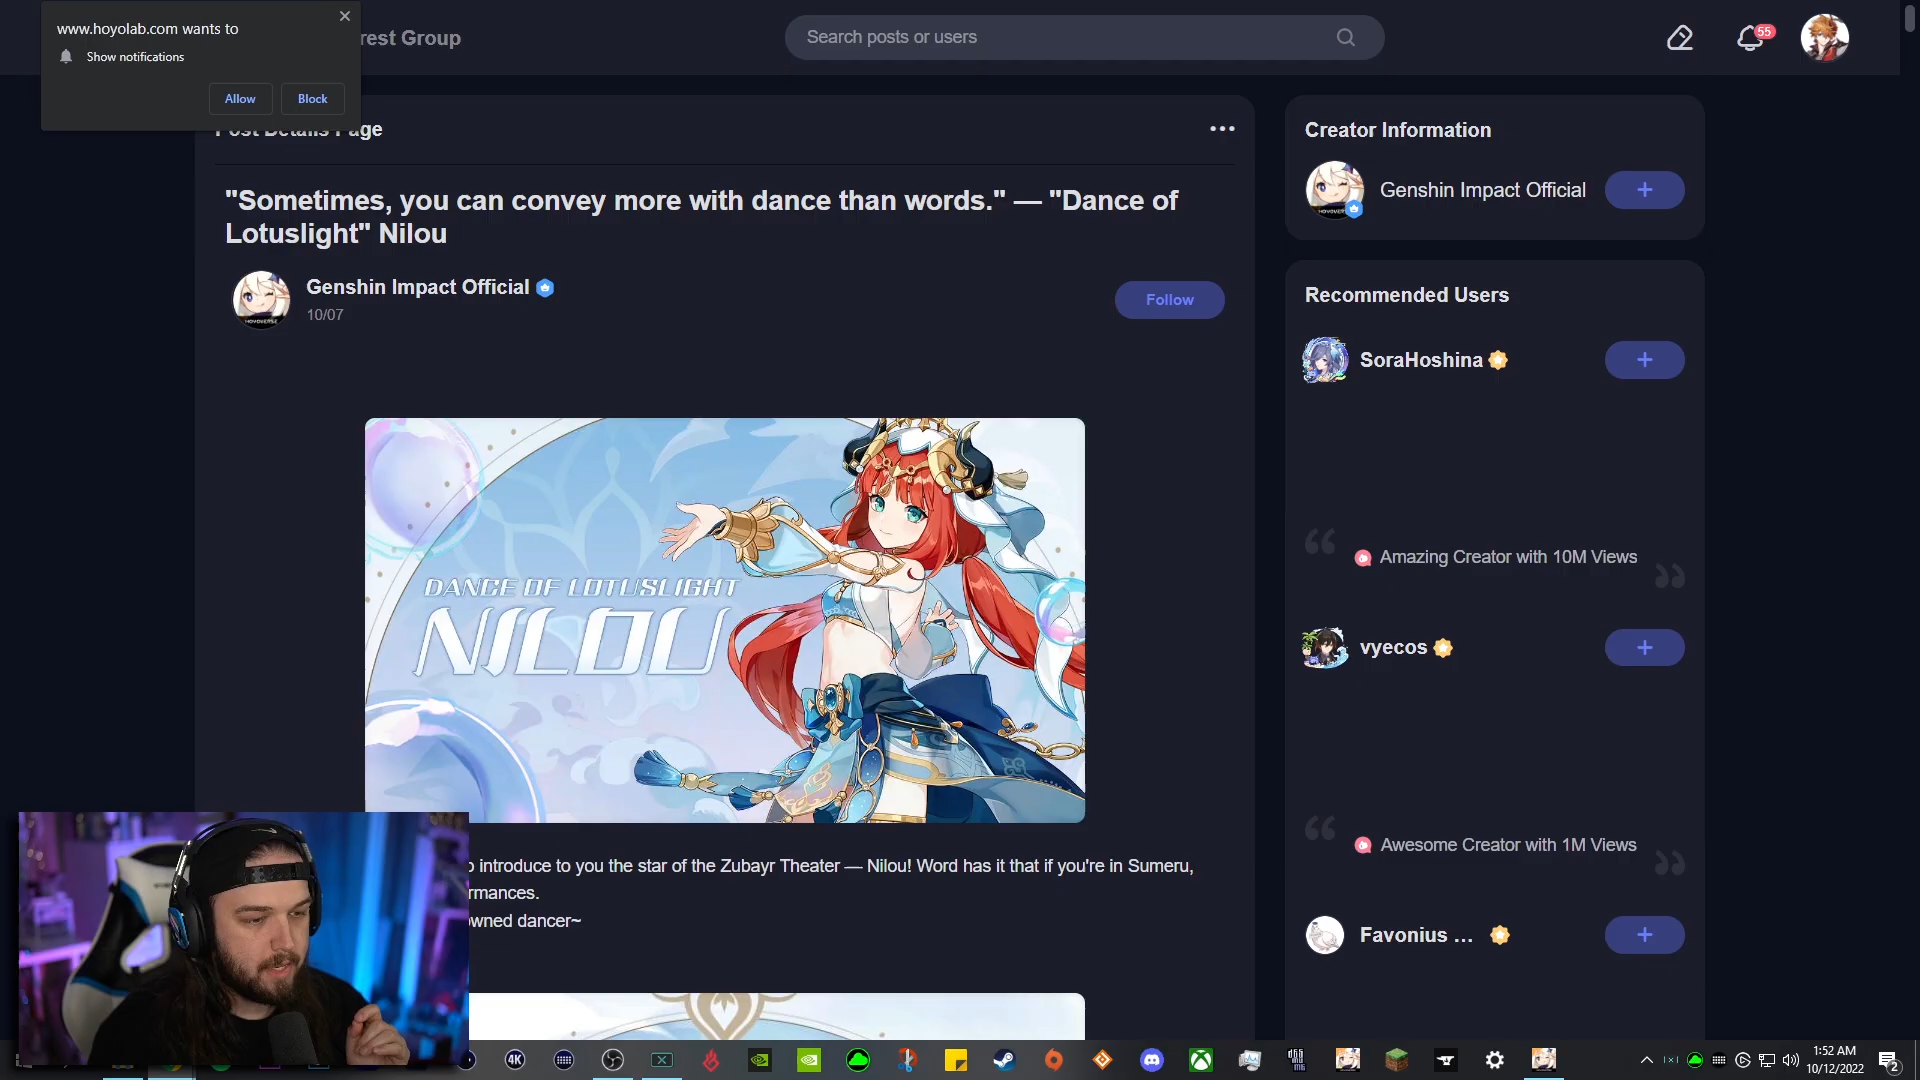 www.hoyolab.com wants to
Show notifications
Allow
Block
rest Group
Search posts or users
55
Post Details Page
"Sometimes, you can convey more with dance than words." — "Dance of
Lotuslight" Nilou
Genshin Impact Official
10/07
Follow
DANCE OF LOTUSLIGHT
NILOU
o introduce to you the star of the Zubayr Theater — Nilou! Word has it that if you're in Sumeru,
rmances.
owned dancer~
Creator Information
Genshin Impact Official
Recommended Users
SoraHoshina
“
Amazing Creator with 10M Views
”
vyecos
“
Awesome Creator with 1M Views
”
Favonius ...
4K
1:52 AM
10/12/2022
2